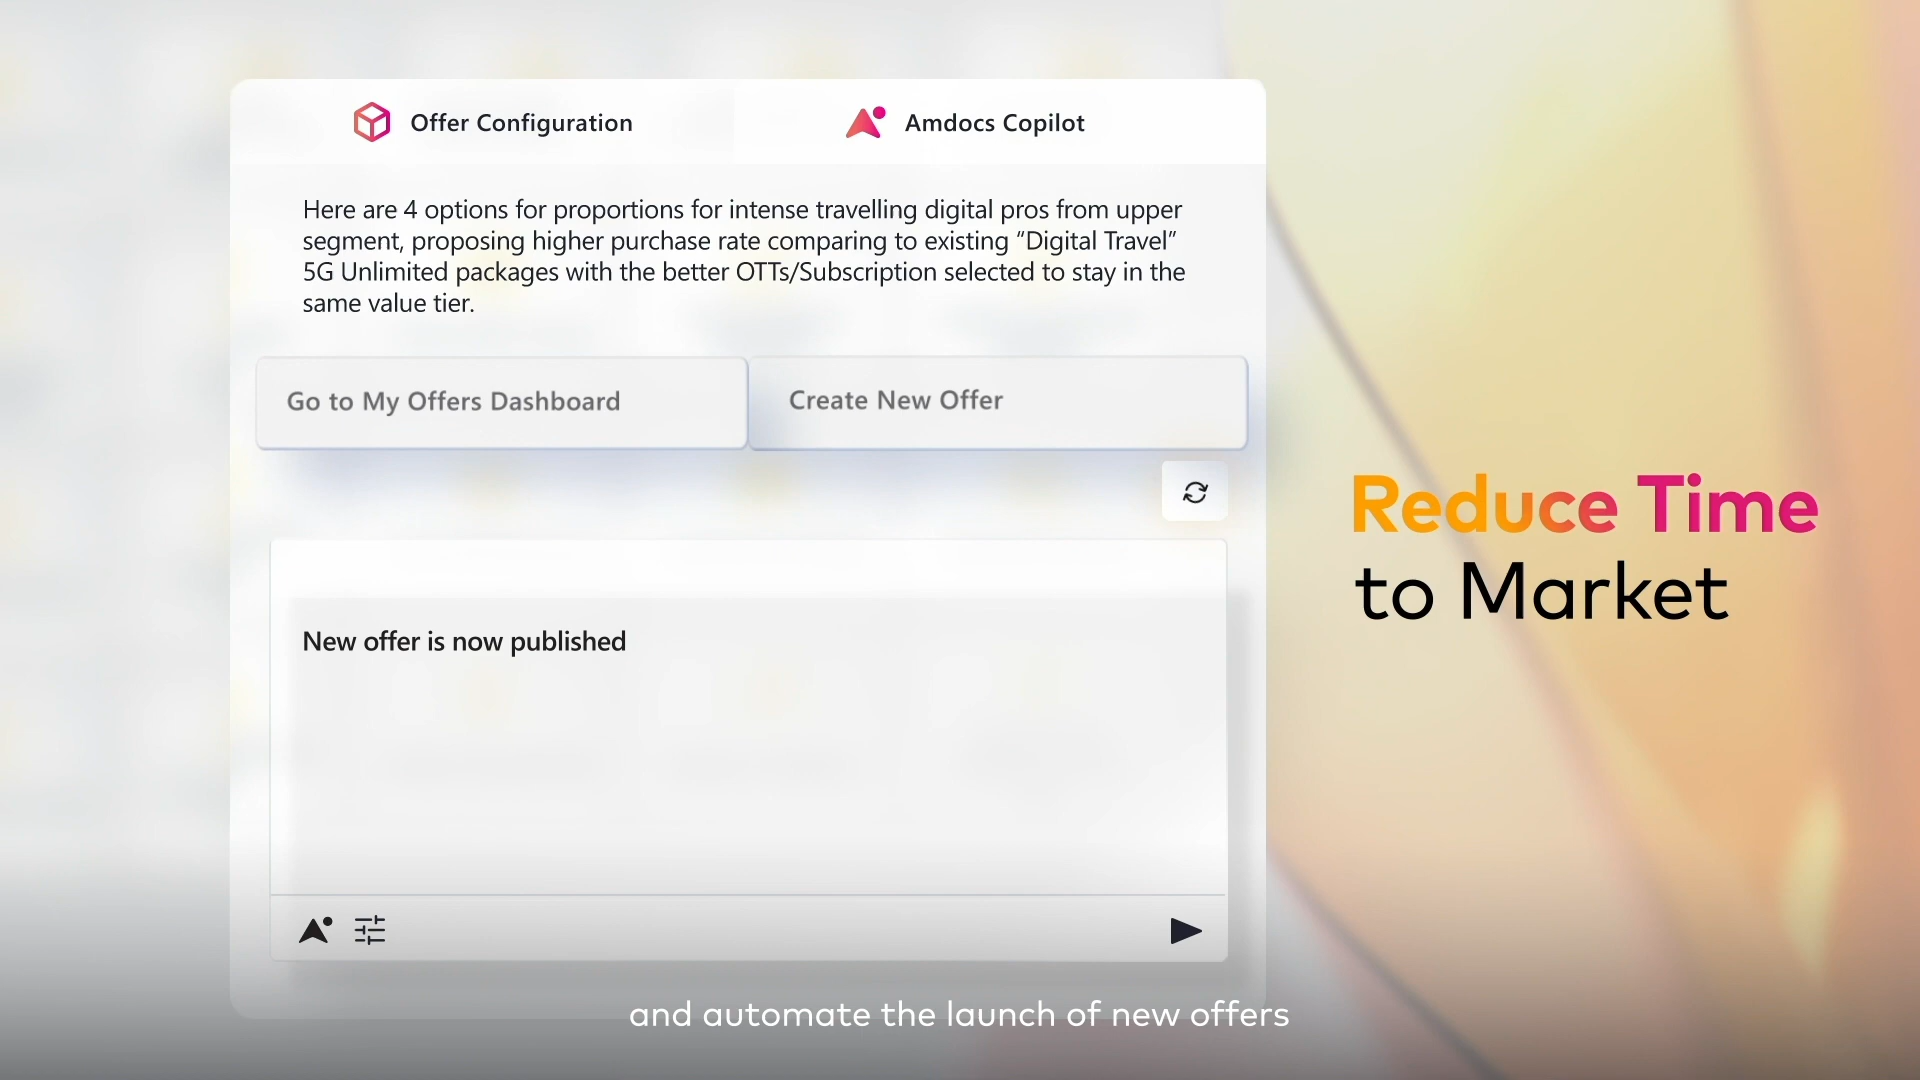 Offer Configuration
Amdocs Copilot
Here are 4 options for proportions for intense travelling digital pros from upper
segment, proposing higher purchase rate comparing to existing “Digital Travel”
5G Unlimited packages with the better OTTs/Subscription selected to stay in the
same value tier.
Go to My Offers Dashboard
Create New Offer
New offer is now published
Reduce Time
to Market
and automate the launch of new offers